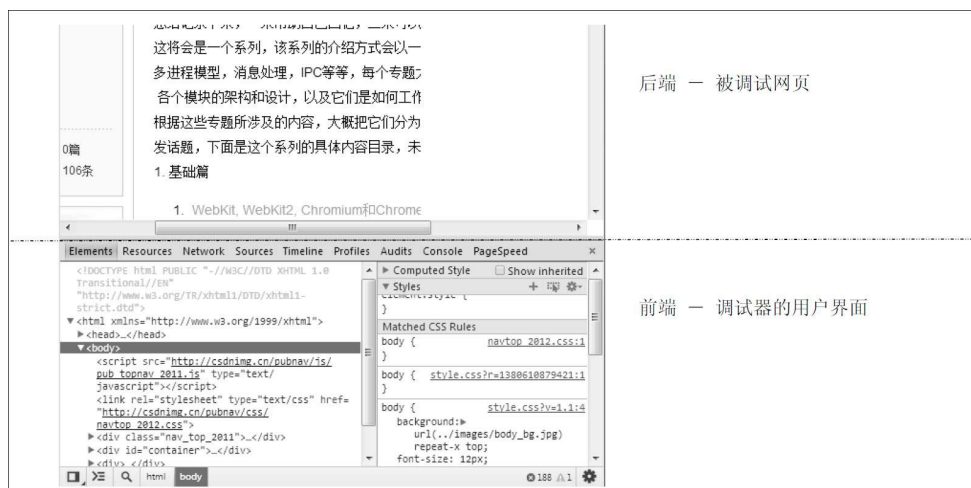 这将会是一个系列，该系列的介绍方式会以一
多进程模型，消息处理，IPC等等，每个专题
各个模块的架构和设计，以及它们是如何工作
根据这些专题所涉及的内容，大概把它们分为
发话题，下面是这个系列的具体内容目录，未
0篇
106条
1. 基础篇
1. WebKit, WebKit2, Chromium和Chrome
后端 — 被调试网页
Elements Resources Network Sources Timeline Profiles Audits Console PageSpeed ×
<!DOCTYPE html PUBLIC "-//W3C//DTD XHTML 1.0
Transitional//EN"
"http://www.w3.org/TR/xhtml1/DTD/xhtml1-
strict.dtd">
▼<html xmlns="http://www.w3.org/1999/xhtml">
▶<head>…</head>
▼<body>
<script src="http://csdnimg.cn/pubnav/js/
pub_topnav_2011.js" type="text/
javascript"></script>
<link rel="stylesheet" type="text/css" href=
"http://csdnimg.cn/pubnav/css/
navtop_2012.css">
▶<div class="nav_top_2011">…</div>
▶<div id="container">…</div>
▶<div> </div>
▶ Computed Style Show inherited
▼ Styles
element.style {
}
Matched CSS Rules
body { navtop_2012.css:1
}
body { style.css?r=1380610879421:1
}
body { style.css?v=1.1:4
background:▶
url(../images/body_bg.jpg)
repeat-x top;
font-size: 12px;
html body
188 1
前端 — 调试器的用户界面